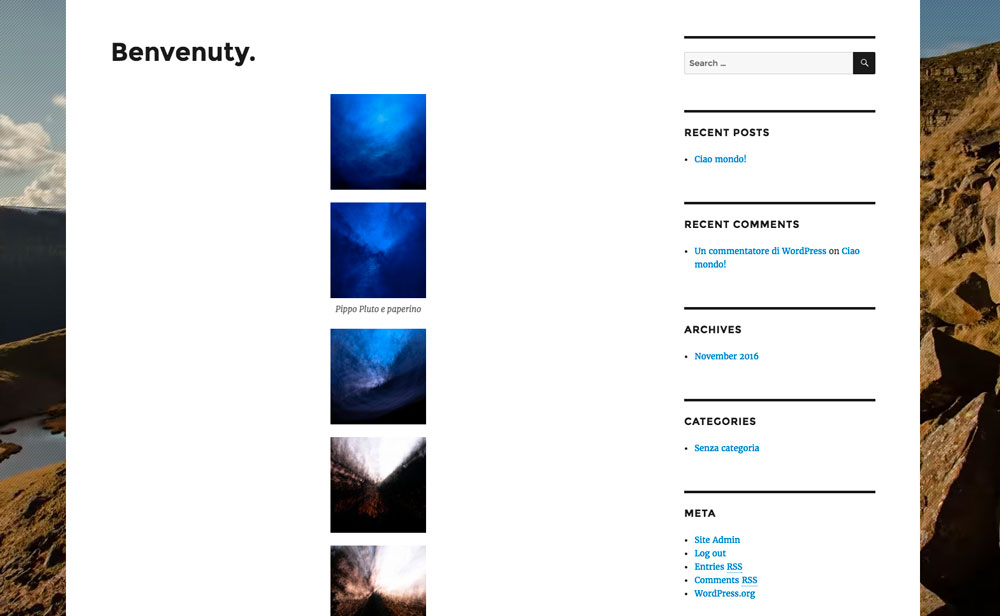 Benvenuty.
Pippo Pluto e paperino
Search …
RECENT POSTS
Ciao mondo!
RECENT COMMENTS
Un commentatore di WordPress on Ciao
mondo!
ARCHIVES
November 2016
CATEGORIES
Senza categoria
META
Site Admin
Log out
Entries RSS
Comments RSS
WordPress.org